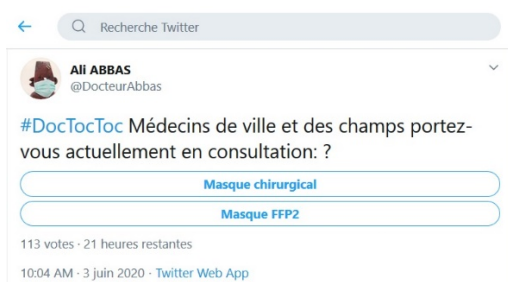 Recherche Twitter
Ali ABBAS
@DocteurAbbas
#DocTocToc Médecins de ville et des champs portez-
vous actuellement en consultation: ?
Masque chirurgical
Masque FFP2
113 votes · 21 heures restantes
10:04 AM · 3 juin 2020 · Twitter Web App